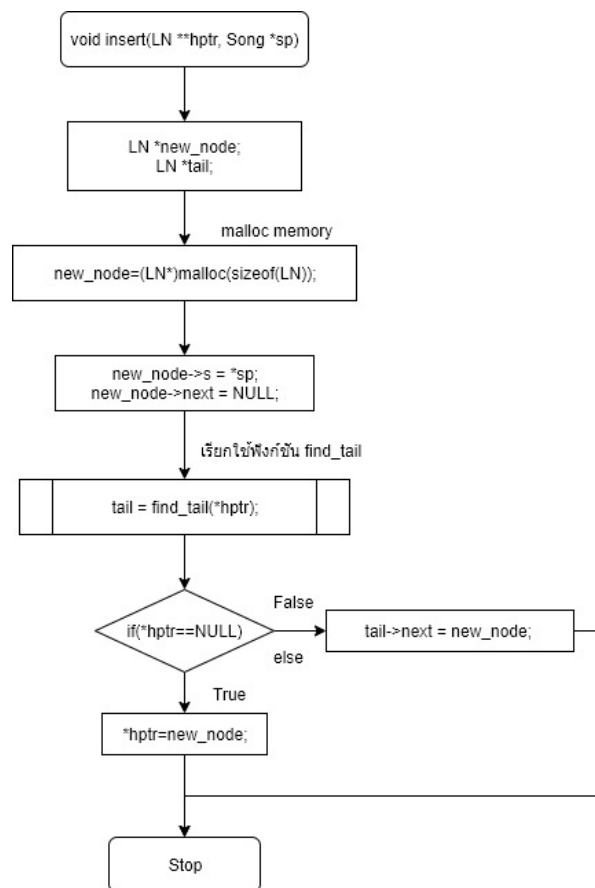 void insert(LN **hptr, Song *sp)
LN *new_node;
LN *tail;
malloc memory
new_node=(LN*)malloc(sizeof(LN));
new_node->s = *sp;
new_node->next = NULL;
เรียกใช้ฟังก์ชัน find_tail
tail = find_tail(*hptr);
if(*hptr==NULL)
False
else
tail->next = new_node;
True
*hptr=new_node;
Stop